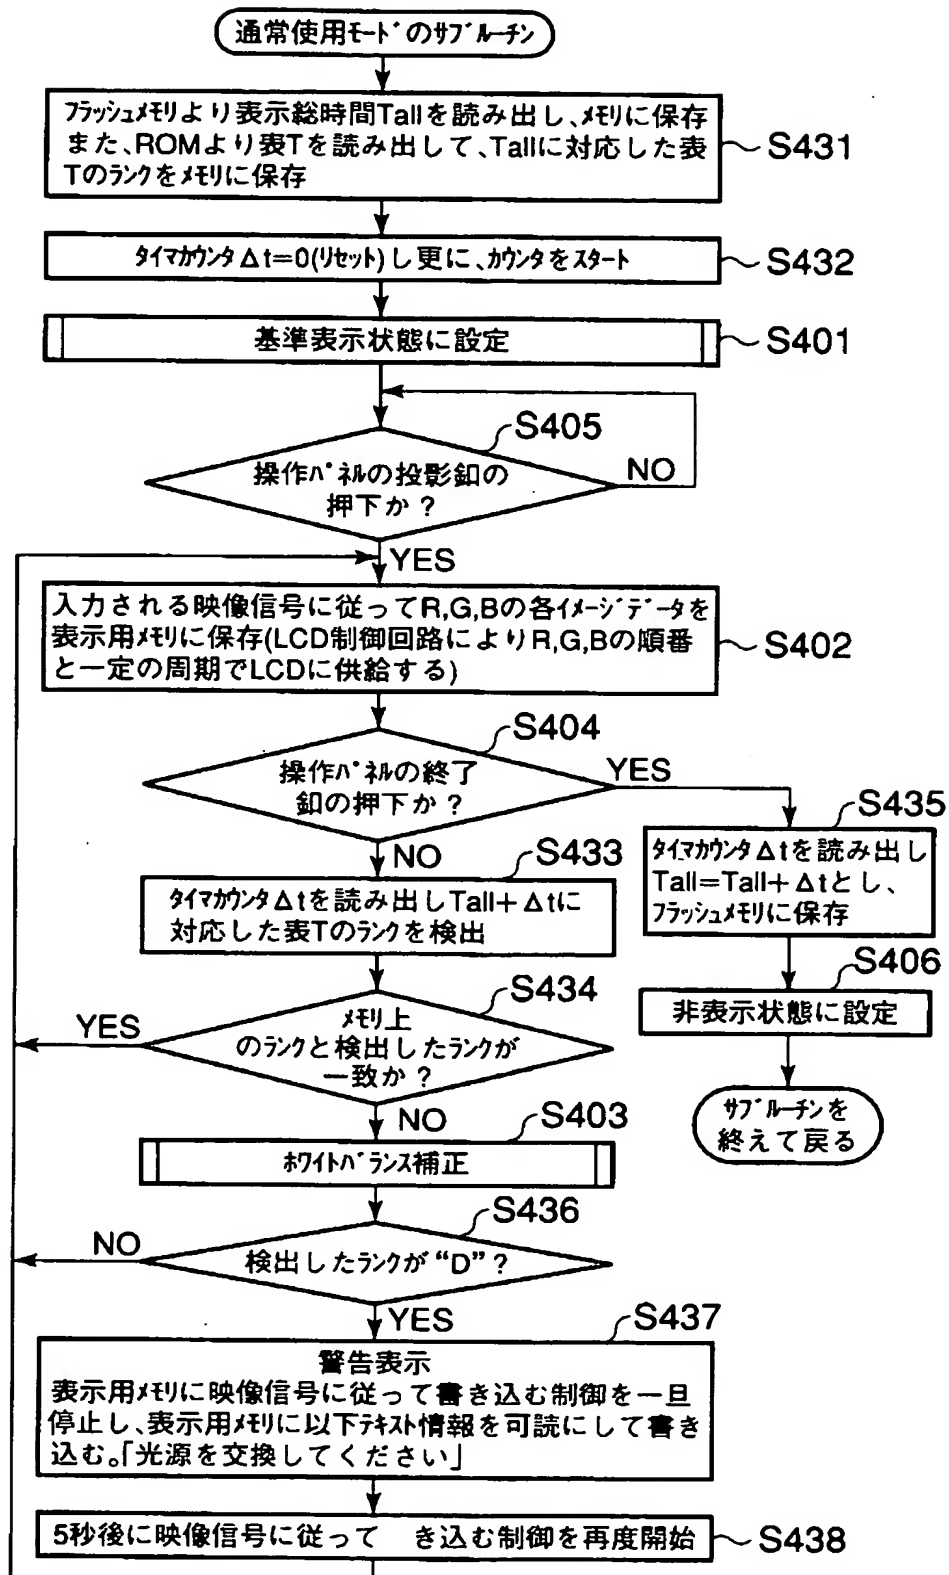 通常使用モードのサブルーチン
フラッシュメモリより表示総時間Tallを読み出し、メモリに保存
また、ROMより表Tを読み出して、Tallに対応した表
Tのランクをメモリに保存
S431
タイマカウンタΔt=0(リセット)し更に、カウンタをスタート
S432
基準表示状態に設定
S401
S405
操作パネルの投影釦の
押下か?
NO
YES
入力される映像信号に従ってR,G,Bの各イメージデータを
表示用メモリに保存(LCD制御回路によりR,G,Bの順番
と一定の周期でLCDに供給する)
S402
S404
操作パネルの終了
釦の押下か?
YES
NO
S435
タイマカウンタΔtを読み出し
Tall=Tall+Δtとし、
フラッシュメモリに保存
S406
非表示状態に設定
サブルーチンを
終えて戻る
S433
タイマカウンタΔtを読み出しTall+Δtに
対応した表Tのランクを検出
S434
メモリ上
のランクと検出したランクが
一致か?
YES
NO
S403
ホワイトバランス補正
S436
検出したランクが“D”?
NO
YES
S437
警告表示
表示用メモリに映像信号に従って書き込む制御を一旦
停止し、表示用メモリに以下テキスト情報を可読にして書き
込む。「光源を交換してください」
5秒後に映像信号に従って き込む制御を再度開始
S438